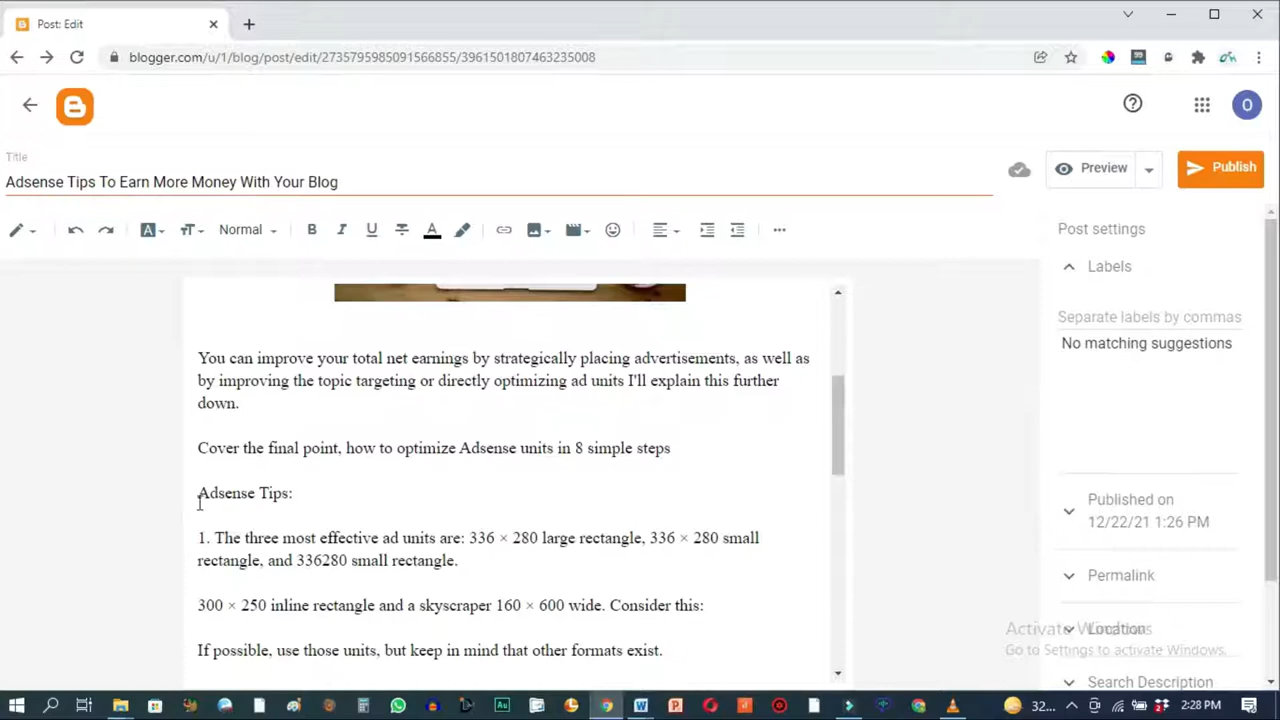 Post: Edit
blogger.com/u/1/blog/post/edit/2735795985091566855/3961501807463235008
O
Title
Adsense Tips To Earn More Money With Your Blog
Preview
Publish
Normal
B I U A
Post settings
Labels
Separate labels by commas
No matching suggestions
You can improve your total net earnings by strategically placing advertisements, as well as
by improving the topic targeting or directly optimizing ad units I'll explain this further
down.
Cover the final point, how to optimize Adsense units in 8 simple steps
Adsense Tips:
1. The three most effective ad units are: 336 × 280 large rectangle, 336 × 280 small
rectangle, and 336280 small rectangle.
300 × 250 inline rectangle and a skyscraper 160 × 600 wide. Consider this:
If possible, use those units, but keep in mind that other formats exist.
Published on
12/22/21 1:26 PM
Permalink
Location
Activate Windows
Go to Settings to activate Windows.
Search Description
32...
2:28 PM